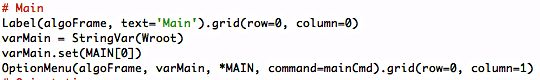 # Main
Label(algoFrame, text='Main').grid(row=0, column=0)
varMain = StringVar(Wroot)
varMain.set(MAIN[0])
OptionMenu(algoFrame, varMain, *MAIN, command=mainCmd).grid(row=0, column=1)